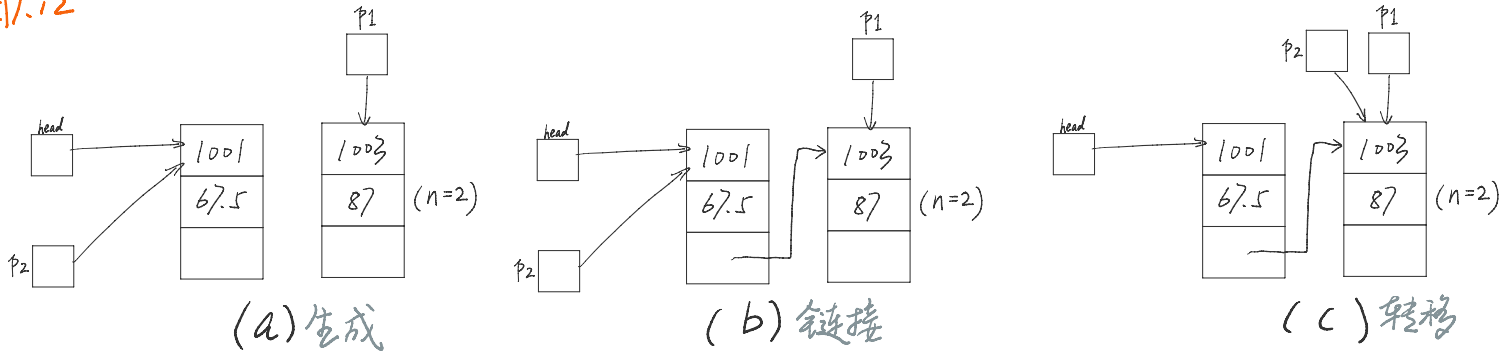 p1
head
1001
67.5
1003
87
(n=2)
p2
(a) 生成
p1
head
1001
67.5
1003
87
(n=2)
p2
(b) 链接
p2
p1
head
1001
67.5
1003
87
(n=2)
(c) 转移